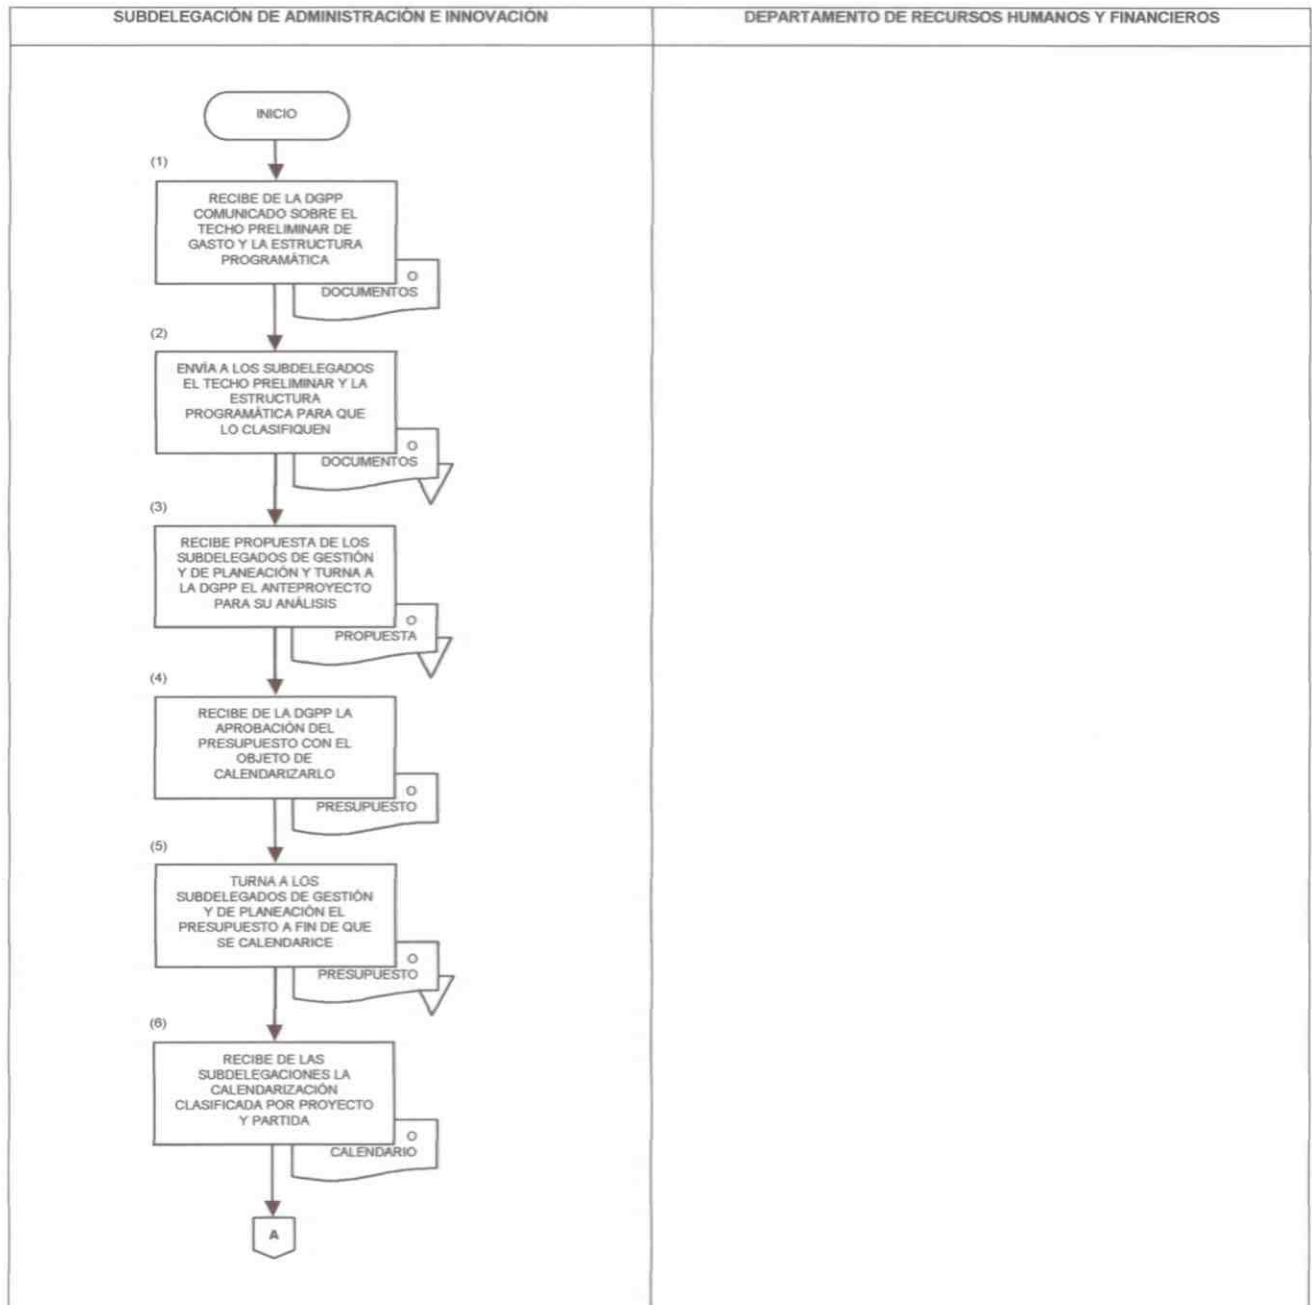 SUBDELEGACIÓN DE ADMINISTRACIÓN E INNOVACIÓN
DEPARTAMENTO DE RECURSOS HUMANOS Y FINANCIEROS
INICIO
(1)
RECIBE DE LA DGPP
COMUNICADO SOBRE EL
TECHO PRELIMINAR DE
GASTO Y LA ESTRUCTURA
PROGRAMÁTICA
O
DOCUMENTOS
(2)
ENVÍA A LOS SUBDELEGADOS
EL TECHO PRELIMINAR Y LA
ESTRUCTURA
PROGRAMÁTICA PARA QUE
LO CLASIFIQUEN
O
DOCUMENTOS
(3)
RECIBE PROPUESTA DE LOS
SUBDELEGADOS DE GESTIÓN
Y DE PLANEACIÓN Y TURNA A
LA DGPP EL ANTEPROYECTO
PARA SU ANÁLISIS
O
PROPUESTA
(4)
RECIBE DE LA DGPP LA
APROBACIÓN DEL
PRESUPUESTO CON EL
OBJETO DE
CALENDARIZARLO
O
PRESUPUESTO
(5)
TURNA A LOS
SUBDELEGADOS DE GESTIÓN
Y DE PLANEACIÓN EL
PRESUPUESTO A FIN DE QUE
SE CALENDARICE
O
PRESUPUESTO
(6)
RECIBE DE LAS
SUBDELEGACIONES LA
CALENDARIZACIÓN
CLASIFICADA POR PROYECTO
Y PARTIDA
O
CALENDARIO
A